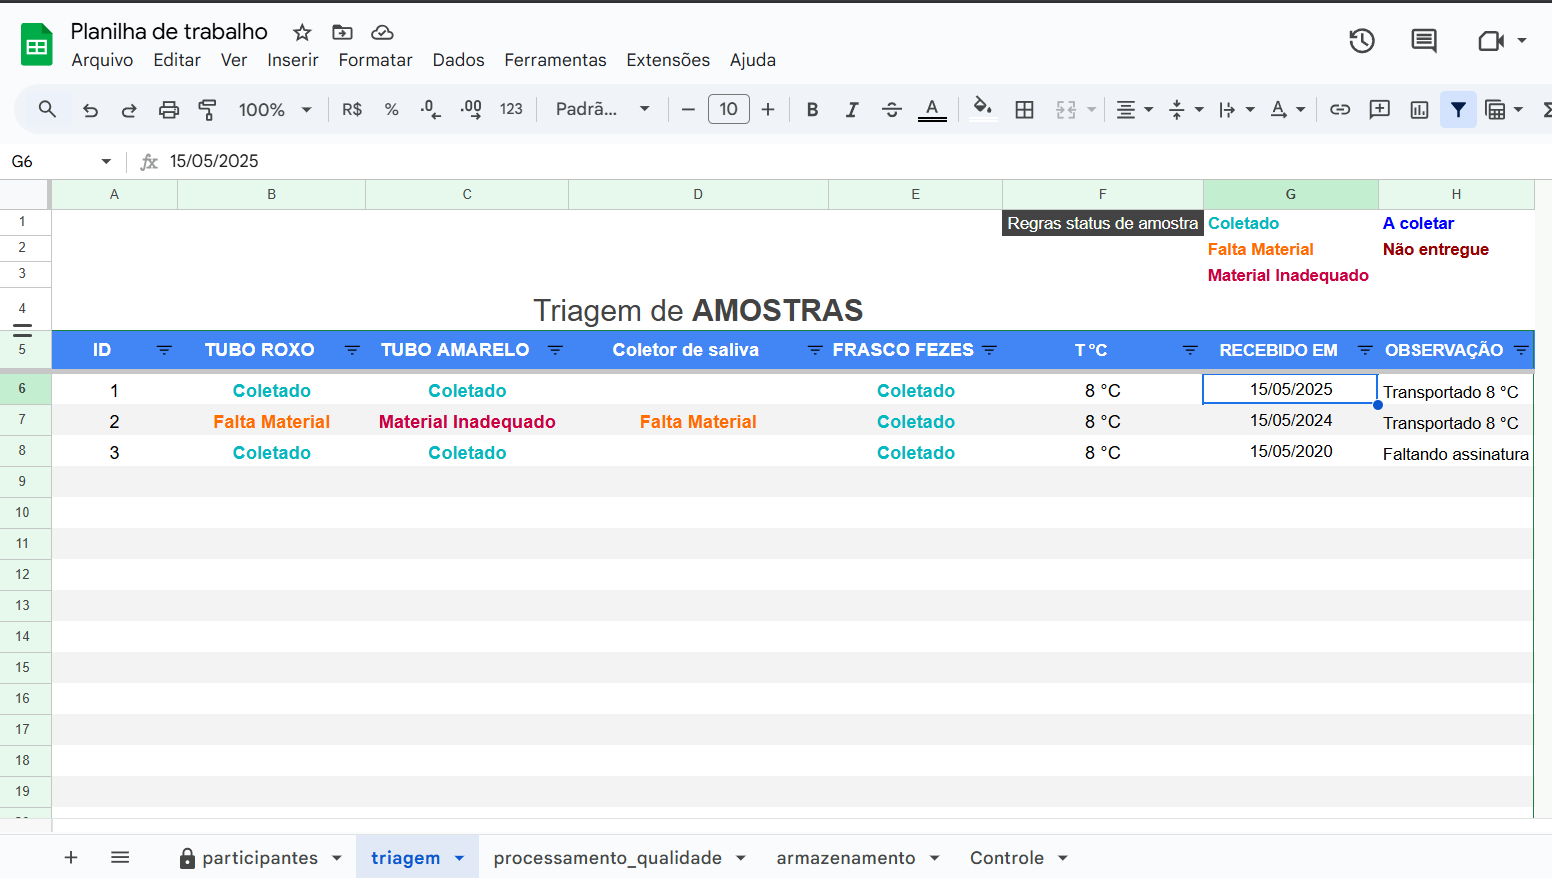 Planilha de trabalho
Arquivo Editar Ver Inserir Formatar Dados Ferramentas Extensões Ajuda
100% R$ % .0 .00 123 Padrã... 10 B I A A
G6 fx 15/05/2025
A B C D E F G H
1 Regras status de amostra Coletado A coletar
2 Falta Material Não entregue
3 Material Inadequado
4 Triagem de AMOSTRAS
5 ID TUBO ROXO TUBO AMARELO Coletor de saliva FRASCO FEZES T °C RECEBIDO EM OBSERVAÇÃO
6 1 Coletado Coletado Coletado 8 °C 15/05/2025 Transportado 8 °C
7 2 Falta Material Material Inadequado Falta Material Coletado 8 °C 15/05/2024 Transportado 8 °C
8 3 Coletado Coletado Coletado 8 °C 15/05/2020 Faltando assinatura
9
10
11
12
13
14
15
16
17
18
19
participantes triagem processamento_qualidade armazenamento Controle